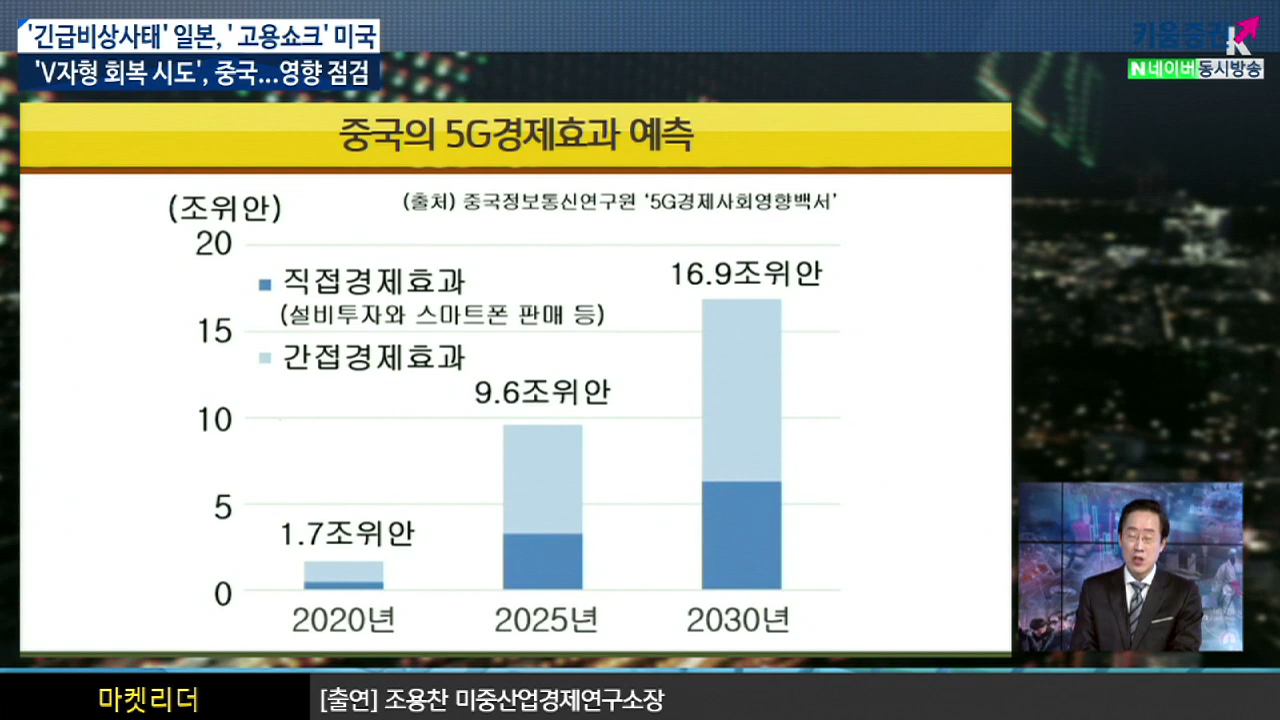 '긴급비상사태' 일본, ' 고용쇼크' 미국
'V자형 회복 시도', 중국...영향 점검
키움증권
K
N 네이버 동시방송
중국의 5G경제효과 예측
(조위안)
(출처) 중국정보통신연구원 '5G경제사회영향백서'
20
15
10
5
0
직접경제효과
(설비투자와 스마트폰 판매 등)
간접경제효과
1.7조위안
9.6조위안
16.9조위안
2020년
2025년
2030년
마켓리더
[출연] 조용찬 미중산업경제연구소장